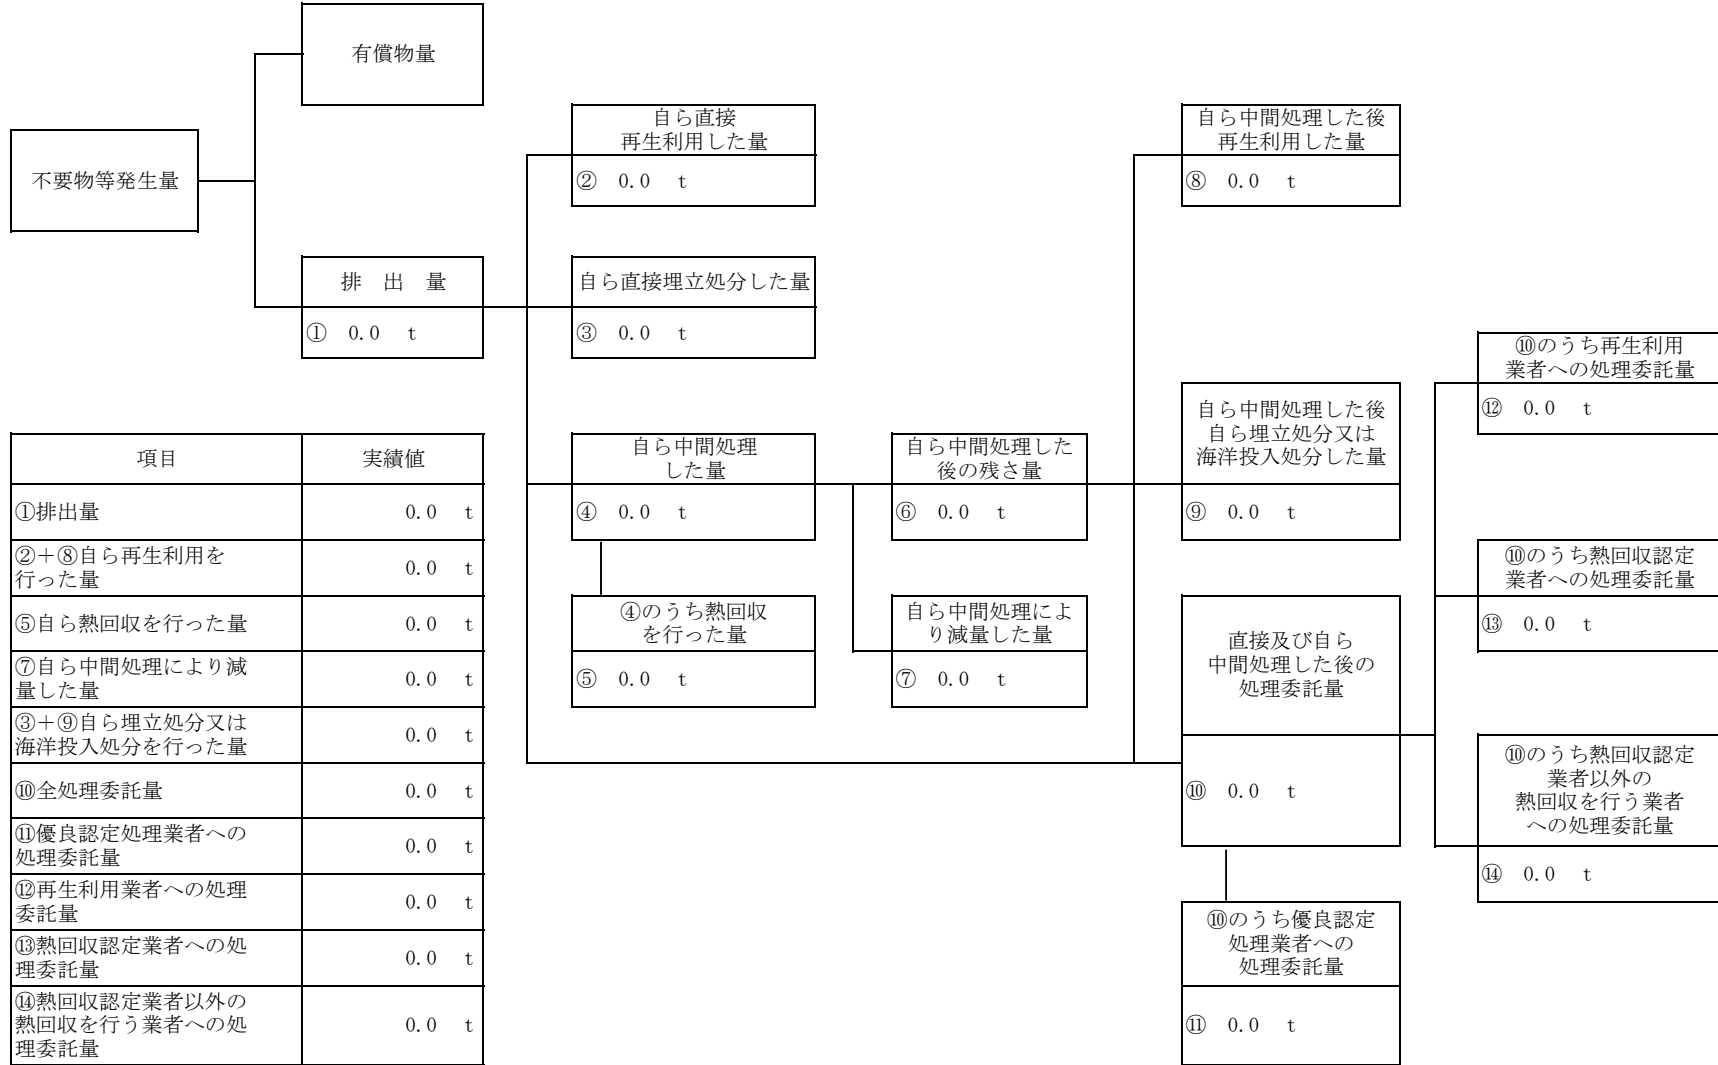 有償物量
不要物等発生量
排　出　量
①　0.0　t
自ら直接
再生利用した量
②　0.0　t
自ら直接埋立処分した量
③　0.0　t
自ら中間処理
した量
④　0.0　t
④のうち熱回収
を行った量
⑤　0.0　t
自ら中間処理した
後の残さ量
⑥　0.0　t
自ら中間処理によ
り減量した量
⑦　0.0　t
自ら中間処理した後
再生利用した量
⑧　0.0　t
自ら中間処理した後
自ら埋立処分又は
海洋投入処分した量
⑨　0.0　t
直接及び自ら
中間処理した後の
処理委託量
⑩　0.0　t
⑩のうち優良認定
処理業者への
処理委託量
⑪　0.0　t
⑩のうち再生利用
業者への処理委託量
⑫　0.0　t
⑩のうち熱回収認定
業者への処理委託量
⑬　0.0　t
⑩のうち熱回収認定
業者以外の
熱回収を行う業者
への処理委託量
⑭　0.0　t
項目　実績値
①排出量　0.0　t
②＋⑧自ら再生利用を
行った量　0.0　t
⑤自ら熱回収を行った量　0.0　t
⑦自ら中間処理により減
量した量　0.0　t
③＋⑨自ら埋立処分又は
海洋投入処分を行った量　0.0　t
⑩全処理委託量　0.0　t
⑪優良認定処理業者への
処理委託量　0.0　t
⑫再生利用業者への処理
委託量　0.0　t
⑬熱回収認定業者への処
理委託量　0.0　t
⑭熱回収認定業者以外の
熱回収を行う業者への処
理委託量　0.0　t